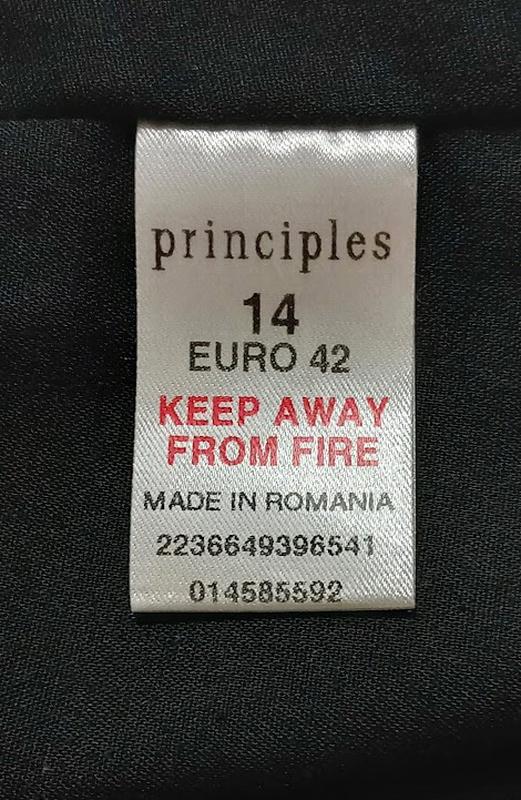 principles
14
EURO 42
KEEP AWAY
FROM FIRE
MADE IN ROMANIA
2236649396541
014585592